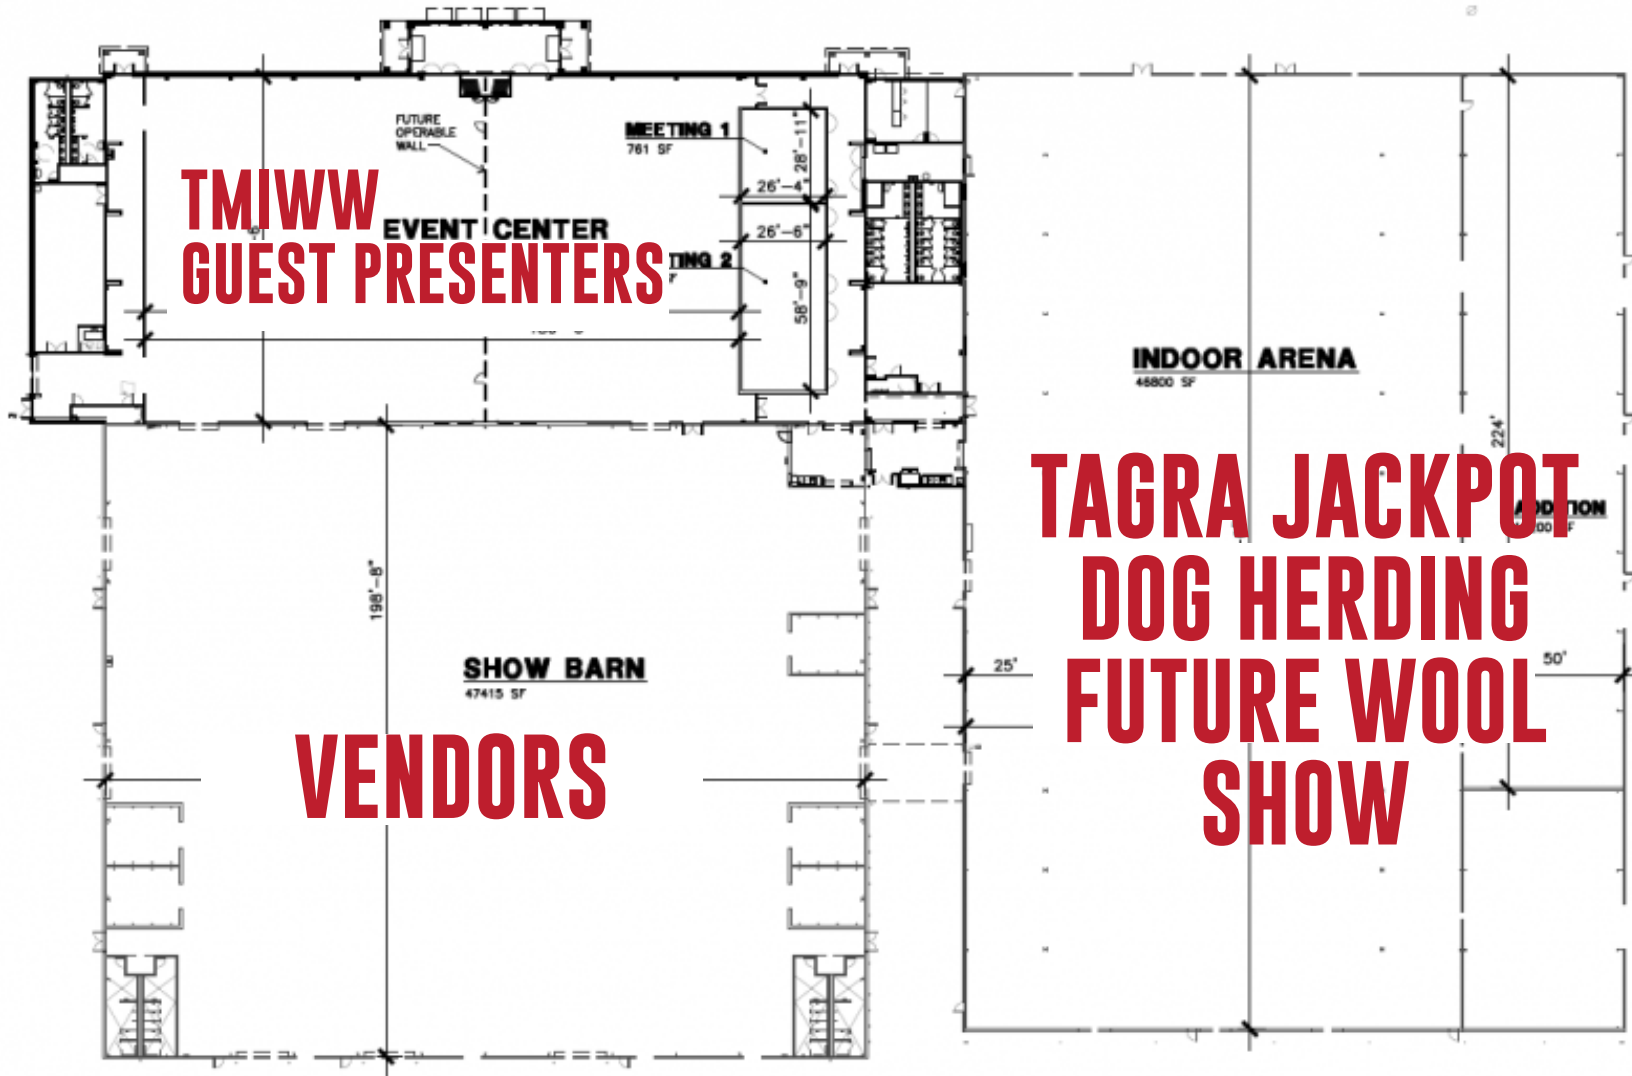 FUTURE
OPERABLE
WALL
MEETING 1
761 SF
28'-11"
26'-4"
TMIWW
EVENT CENTER
26'-6"
GUEST PRESENTERS
TING 2
58'-9"
INDOOR ARENA
46800 SF
224'
TAGRA JACKPOT
DOG HERDING
FUTURE WOOL
SHOW
198'-8"
SHOW BARN
47415 SF
25'
50'
VENDORS